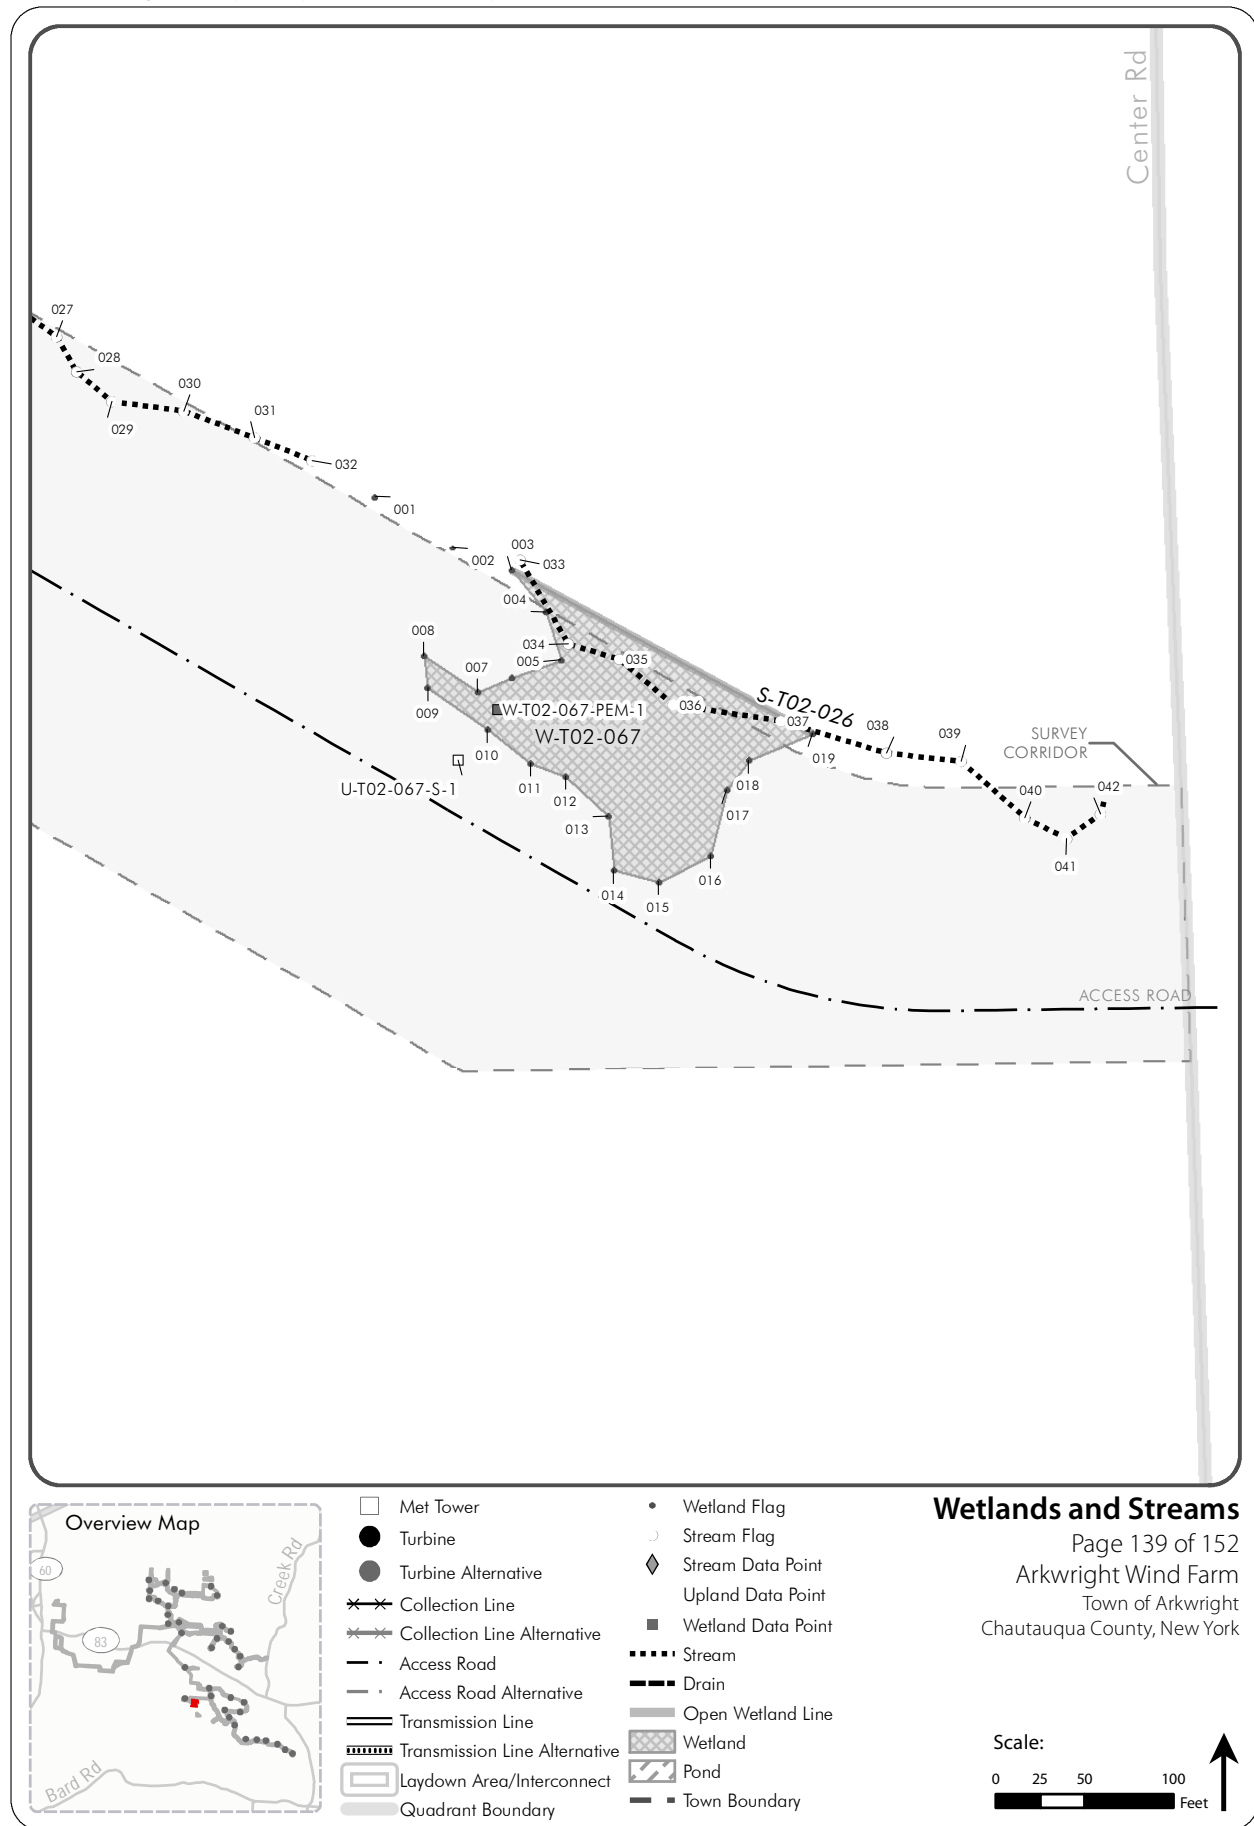 Center Rd
027
028
030
029
031
032
001
003
002
033
004
034
005
035
008
007
009
W-T02-067-PEM-1
036
S-T02-026
W-T02-067
037
038
039
SURVEY
CORRIDOR
010
019
U-T02-067-S-1
011
018
012
017
040
042
013
016
041
014
015
ACCESS ROAD
Overview Map
60
83
Creek Rd
Bard Rd
Met Tower
Turbine
Turbine Alternative
Collection Line
Collection Line Alternative
Access Road
Access Road Alternative
Transmission Line
Transmission Line Alternative
Laydown Area/Interconnect
Quadrant Boundary
Wetland Flag
Stream Flag
Stream Data Point
Upland Data Point
Wetland Data Point
Stream
Drain
Open Wetland Line
Wetland
Pond
Town Boundary
Wetlands and Streams
Page 139 of 152
Arkwright Wind Farm
Town of Arkwright
Chautauqua County, New York
Scale:
0 25 50 100
Feet